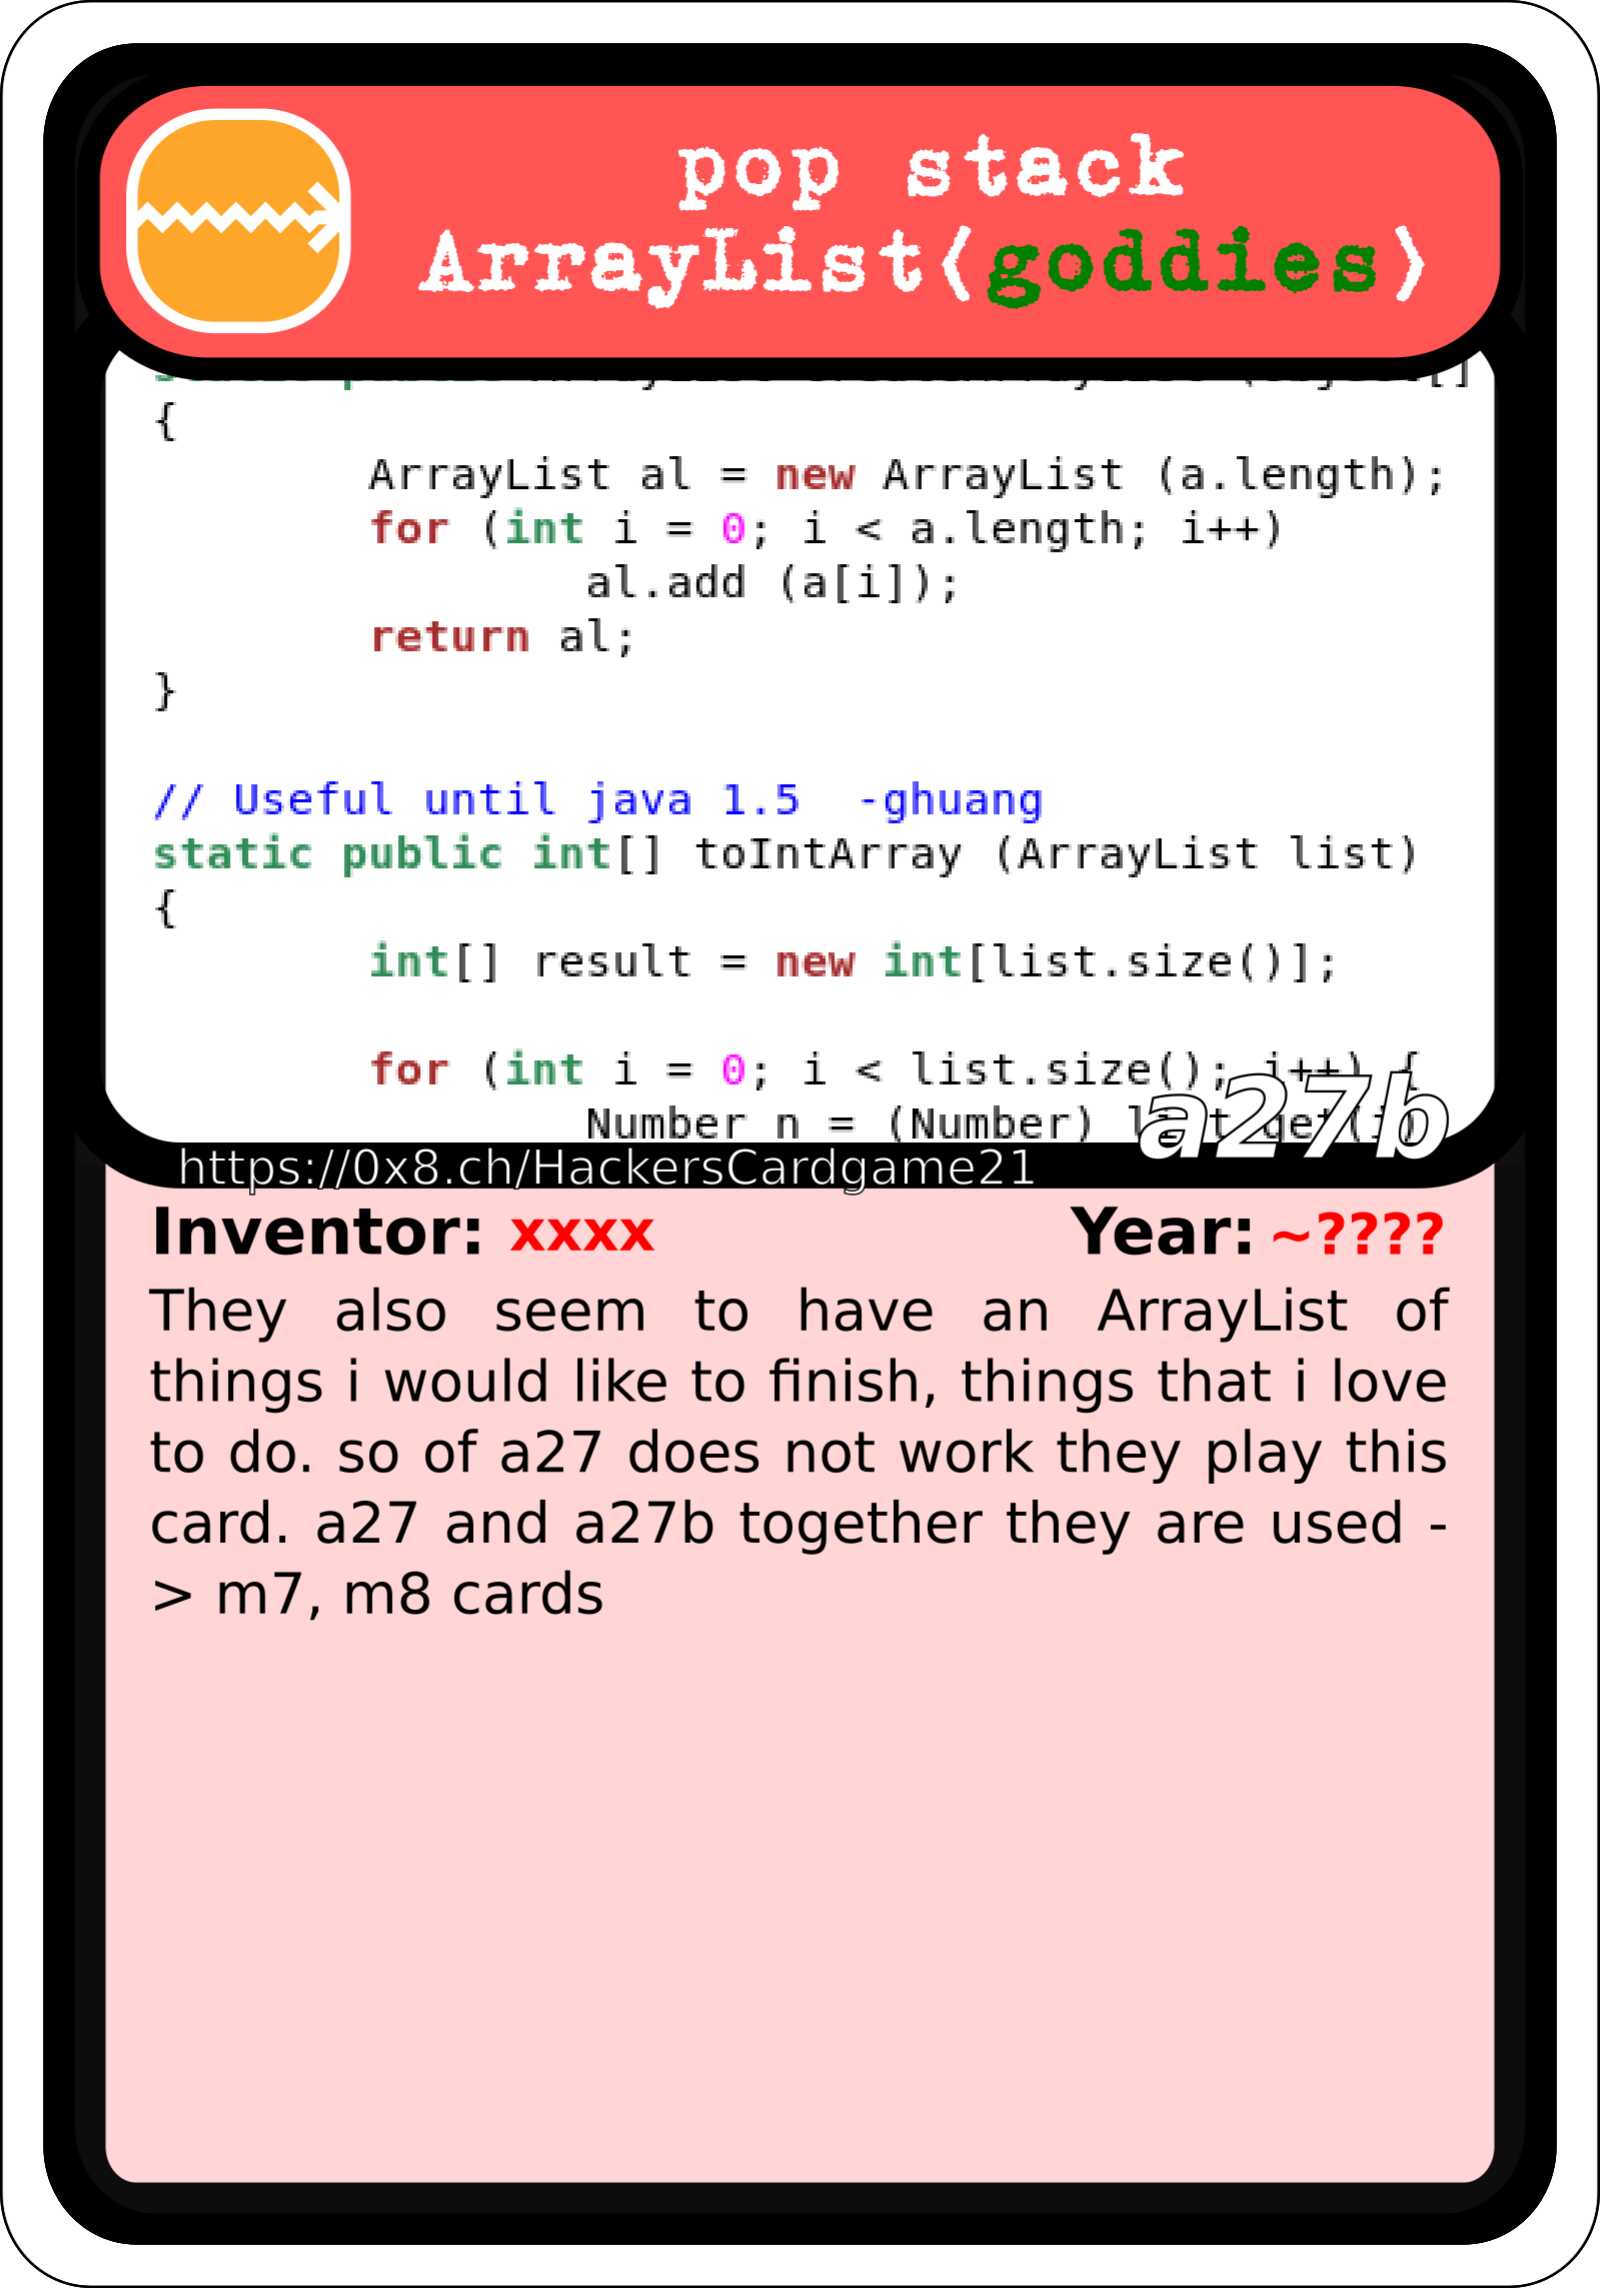 pop stack
ArrayList(goddies)
{
ArrayList al = new ArrayList (a.length);
for (int i = 0; i < a.length; i++)
al.add (a[i]);
return al;
}
// Useful until java 1.5  -ghuang
static public int[] toIntArray (ArrayList list)
{
int[] result = new int[list.size()];
for (int i = 0; i < list.size(); i++) {
Number n = (Number)
a27b
https://0x8.ch/HackersCardgame21
Inventor: xxxx Year: ~????
They also seem to have an ArrayList of
things i would like to finish, things that i love
to do. so of a27 does not work they play this
card. a27 and a27b together they are used -
> m7, m8 cards